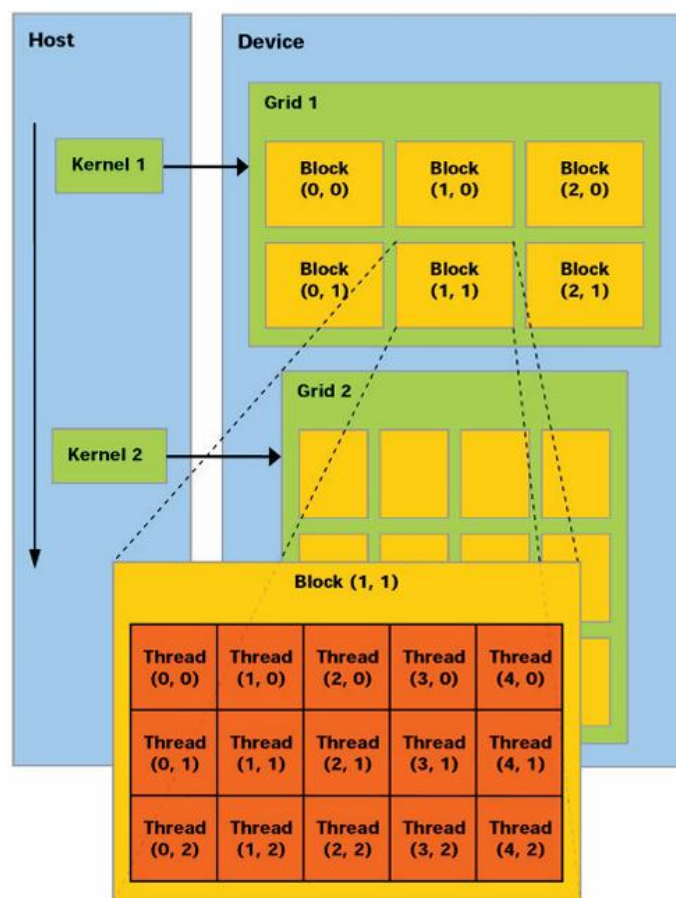 Host
Device
Grid 1
Kernel 1
Block
(0, 0)
Block
(1, 0)
Block
(2, 0)
Block
(0, 1)
Block
(1, 1)
Block
(2, 1)
Grid 2
Kernel 2
Block (1, 1)
Thread
(0, 0)
Thread
(1, 0)
Thread
(2, 0)
Thread
(3, 0)
Thread
(4, 0)
Thread
(0, 1)
Thread
(1, 1)
Thread
(2, 1)
Thread
(3, 1)
Thread
(4, 1)
Thread
(0, 2)
Thread
(1, 2)
Thread
(2, 2)
Thread
(3, 2)
Thread
(4, 2)